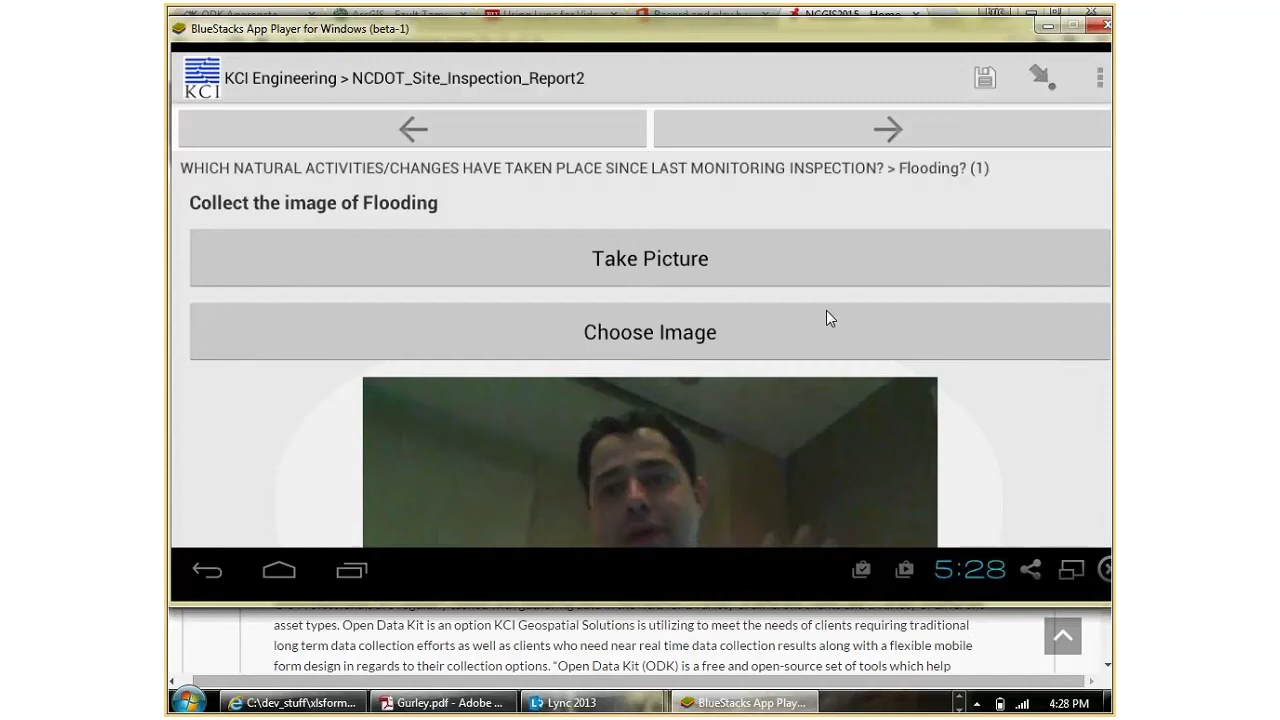 BlueStacks App Player for Windows (beta-1)
KCI
KCI Engineering > NCDOT_Site_Inspection_Report2
WHICH NATURAL ACTIVITIES/CHANGES HAVE TAKEN PLACE SINCE LAST MONITORING INSPECTION? > Flooding? (1)
Collect the image of Flooding
Take Picture
Choose Image
5:28
asset types. Open Data Kit is an option KCI Geospatial Solutions is utilizing to meet the needs of clients requiring traditional
long term data collection efforts as well as clients who need near real time data collection results along with a flexible mobile
form design in regards to their collection options. “Open Data Kit (ODK) is a free and open-source set of tools which help
C:\dev_stuff\xlsform... Gurley.pdf - Adobe ... Lync 2013 BlueStacks App Play... 4:28 PM